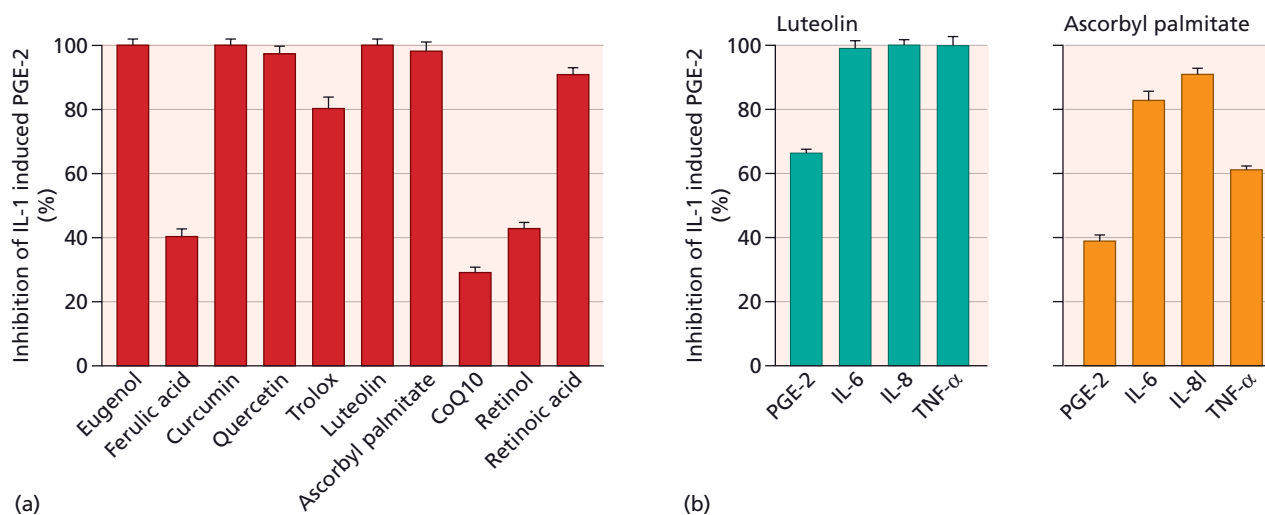 Inhibition of IL-1 induced PGE-2
(%)
100
80
60
40
20
0
Eugenol
Ferulic acid
Curcumin
Quercetin
Trolox
Luteolin
Ascorbyl palmitate
CoQ10
Retinol
Retinoic acid
(a)
Luteolin
Inhibition of IL-1 induced PGE-2
(%)
100
80
60
40
20
0
PGE-2
IL-6
IL-8
TNF-α
Ascorbyl palmitate
PGE-2
IL-6
IL-8l
TNF-α
(b)